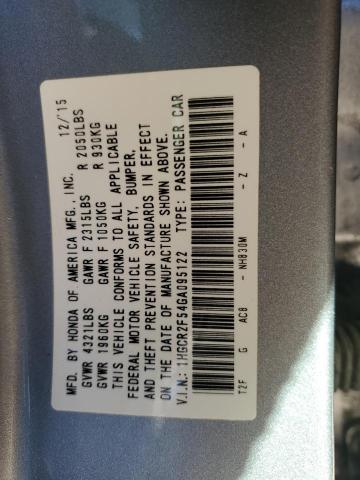 MFD. BY HONDA OF AMERICA MFG., INC. 12/'15
GVWR 4321LBS GAWR F 2315LBS R 2050LBS
GVWR 1960KG GAWR F 1050KG R 930KG
THIS VEHICLE CONFORMS TO ALL APPLICABLE
FEDERAL MOTOR VEHICLE SAFETY, BUMPER,
AND THEFT PREVENTION STANDARDS IN EFFECT
ON THE DATE OF MANUFACTURE SHOWN ABOVE.
V.I.N.: 1HGCR2F54GA095122 TYPE: PASSENGER CAR
T2F G AC8 - NH830M - Z - A